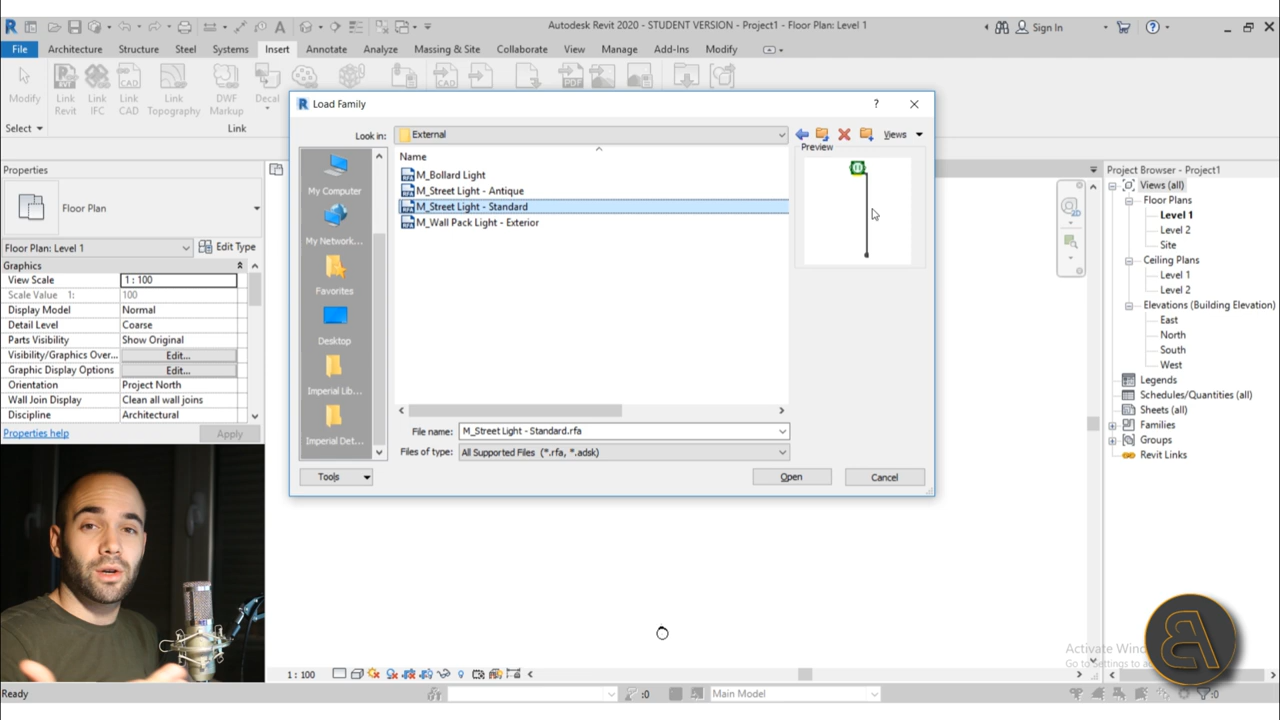 Autodesk Revit 2020 - STUDENT VERSION - Project1 - Floor Plan: Level 1
Sign In
File Architecture Structure Steel Systems Insert Annotate Analyze Massing & Site Collaborate View Manage Add-Ins Modify
Modify
Link Revit
Link IFC
Link CAD
Link Topography
DWF Markup
Decal
Select
Link
Load Family
Look in:
External
Views
Name
Preview
M_Bollard Light
M_Street Light - Antique
M_Street Light - Standard
M_Wall Pack Light - Exterior
My Computer
My Network...
Favorites
Desktop
Imperial Lib...
Imperial Det...
File name:
M_Street Light - Standard.rfa
Files of type:
All Supported Files (*.rfa, *.adsk)
Tools
Open
Cancel
Properties
Floor Plan
Floor Plan: Level 1
Edit Type
Graphics
View Scale 1 : 100
Scale Value 1: 100
Display Model Normal
Detail Level Coarse
Parts Visibility Show Original
Visibility/Graphics Over... Edit...
Graphic Display Options Edit...
Orientation Project North
Wall Join Display Clean all wall joins
Discipline Architectural
Properties help
Apply
Project Browser - Project1
Views (all)
Floor Plans
Level 1
Level 2
Site
Ceiling Plans
Level 1
Level 2
Elevations (Building Elevation)
East
North
South
West
Legends
Schedules/Quantities (all)
Sheets (all)
Families
Groups
Revit Links
Activate Wind
Go to Settings to a
1 : 100
Ready
:0
Main Model
:0